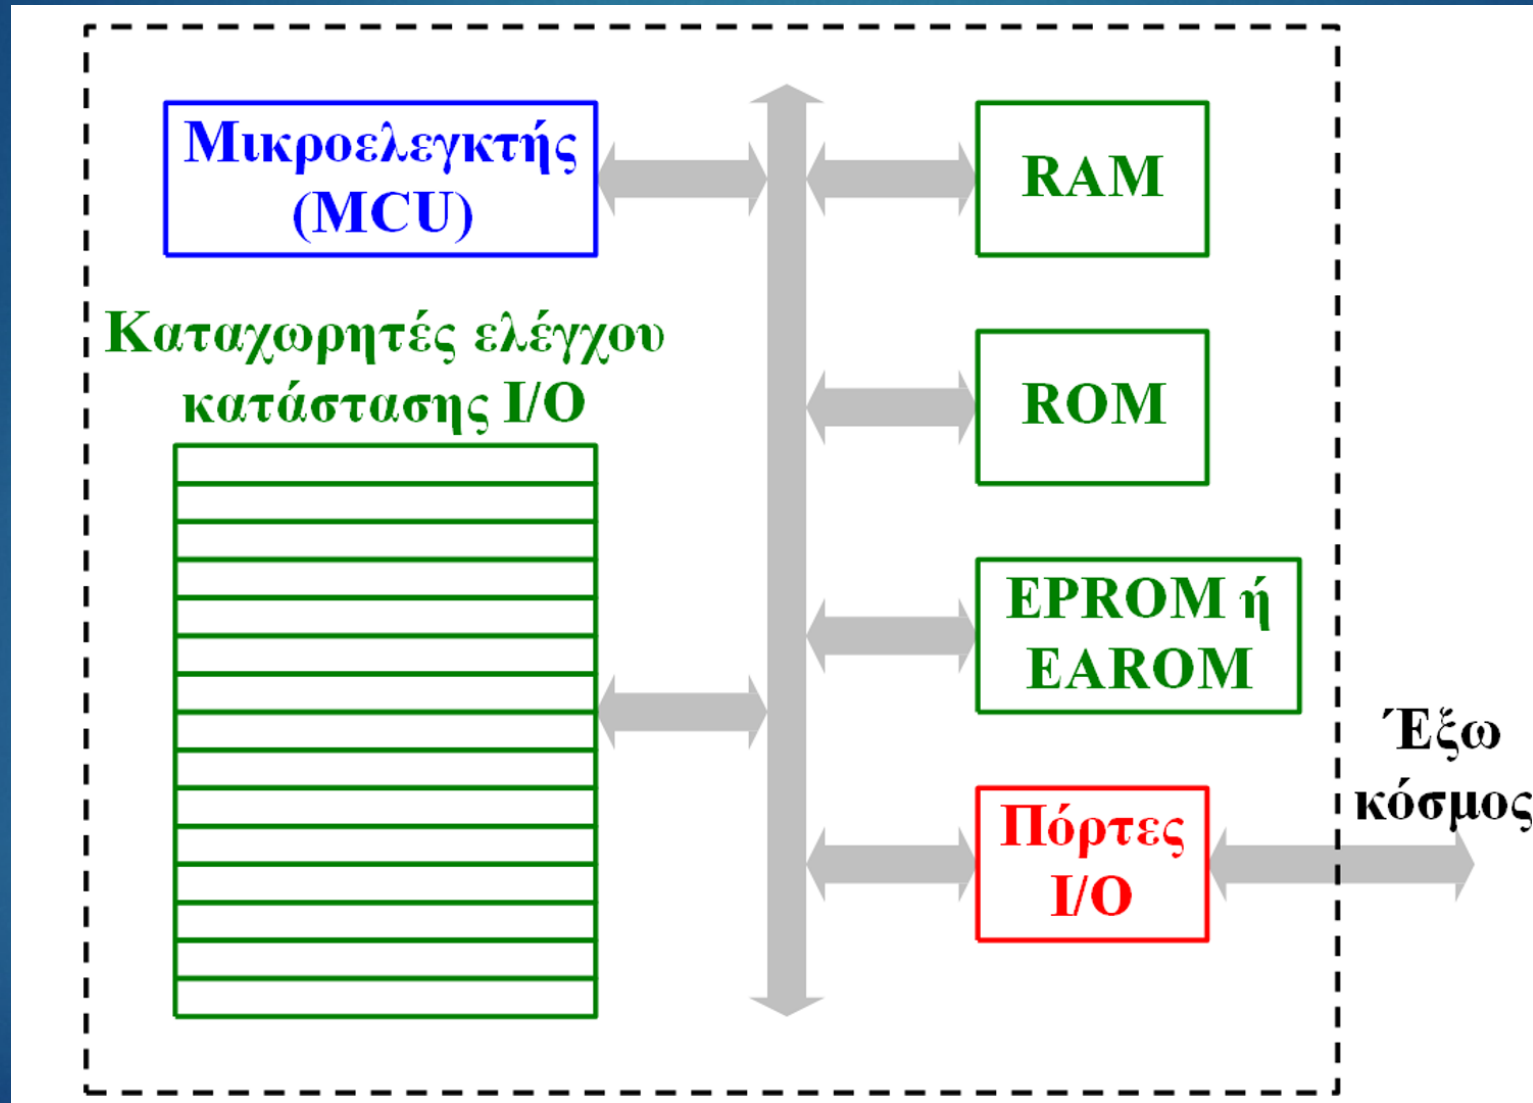 Μικροελεγκτής
(MCU)
RAM
Καταχωρητές ελέγχου
κατάστασης I/O
ROM
EPROM ή
EAROM
Έξω
κόσμος
Πόρτες
I/O